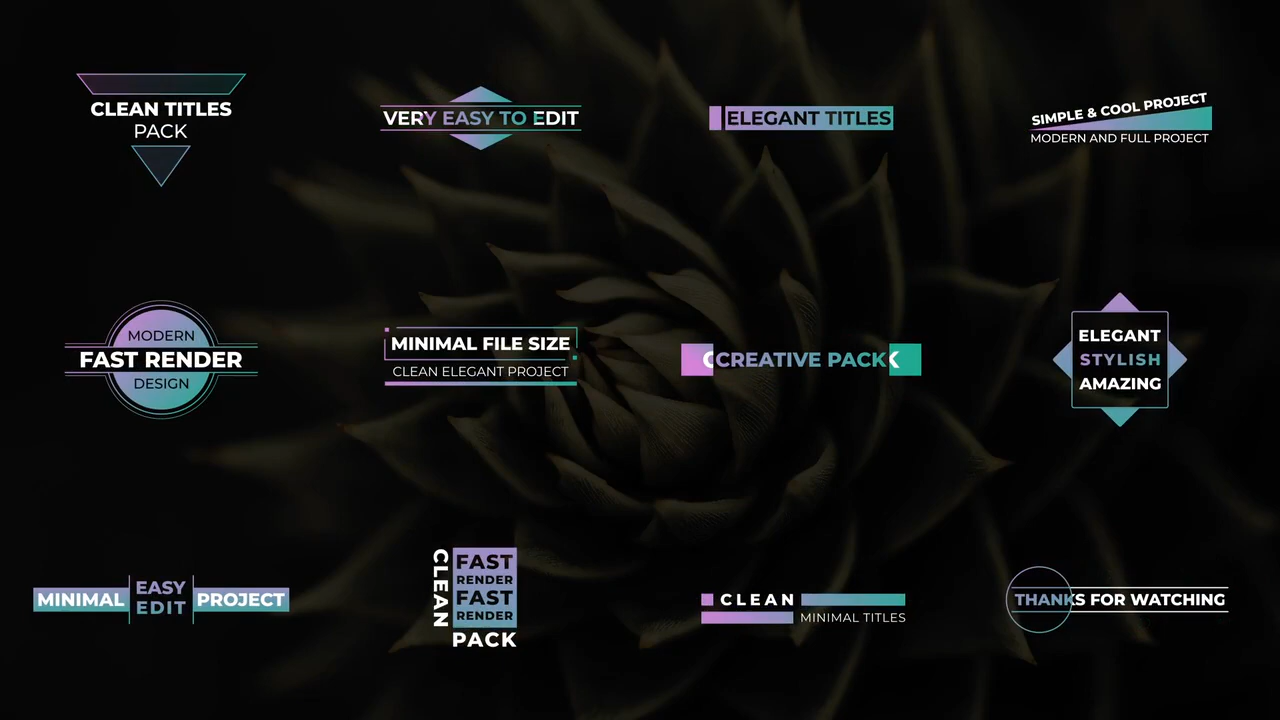 CLEAN TITLES
PACK
VERY EASY TO EDIT
ELEGANT TITLES
SIMPLE & COOL PROJECT
MODERN AND FULL PROJECT
MODERN
FAST RENDER
DESIGN
MINIMAL FILE SIZE
CLEAN ELEGANT PROJECT
CREATIVE PACK
ELEGANT
STYLISH
AMAZING
MINIMAL
EASY
EDIT
PROJECT
CLEAN
FAST
RENDER
FAST
RENDER
PACK
CLEAN
MINIMAL TITLES
THANKS FOR WATCHING